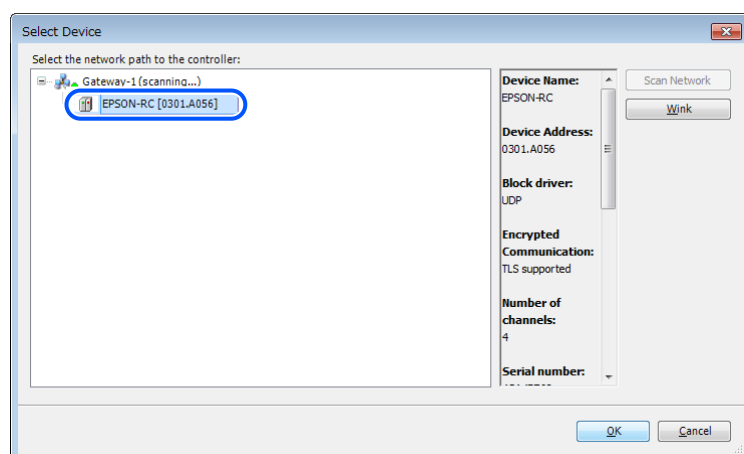 Select Device
Select the network path to the controller:
Gateway-1 (scanning...)
EPSON-RC [0301.A056]
Device Name:
EPSON-RC
Device Address:
0301.A056
Block driver:
UDP
Encrypted
Communication:
TLS supported
Number of
channels:
4
Serial number:
Scan Network
Wink
OK
Cancel